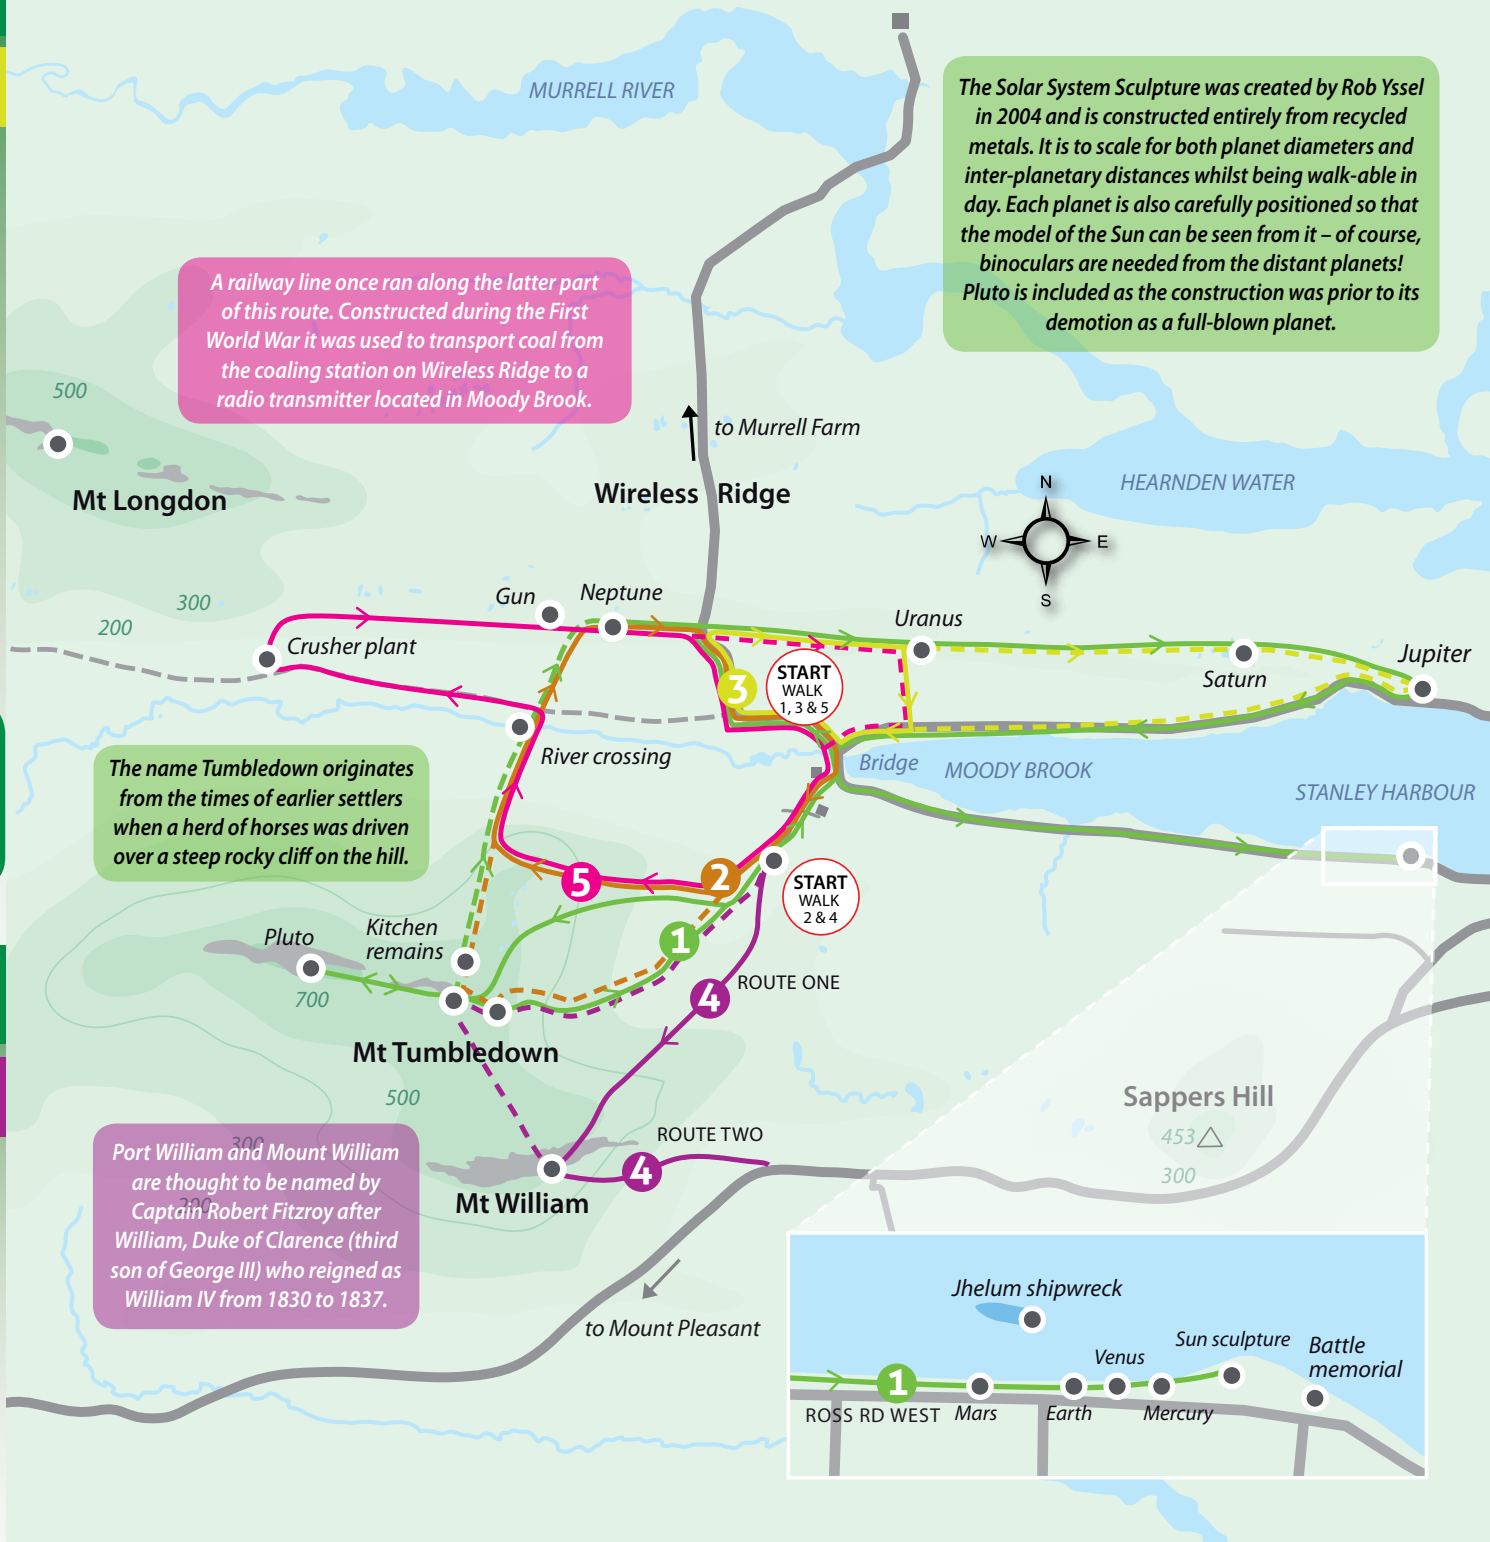 MURRELL RIVER
The Solar System Sculpture was created by Rob Yssel
in 2004 and is constructed entirely from recycled
metals. It is to scale for both planet diameters and
inter-planetary distances whilst being walk-able in
day. Each planet is also carefully positioned so that
the model of the Sun can be seen from it – of course,
binoculars are needed from the distant planets!
Pluto is included as the construction was prior to its
demotion as a full-blown planet.
A railway line once ran along the latter part
of this route. Constructed during the First
World War it was used to transport coal from
the coaling station on Wireless Ridge to a
radio transmitter located in Moody Brook.
500
Mt Longdon
to Murrell Farm
Wireless Ridge
HEARNDEN WATER
N
W
E
S
300
200
Gun
Neptune
Uranus
Crusher plant
Saturn
Jupiter
3
START
WALK
1, 3 & 5
River crossing
Bridge
MOODY BROOK
STANLEY HARBOUR
The name Tumbledown originates
from the times of earlier settlers
when a herd of horses was driven
over a steep rocky cliff on the hill.
5
2
START
WALK
2 & 4
Pluto
Kitchen
remains
1
700
ROUTE ONE
4
Mt Tumbledown
500
Sappers Hill
453
300
300
200
Port William and Mount William
are thought to be named by
Captain Robert Fitzroy after
William, Duke of Clarence (third
son of George III) who reigned as
William IV from 1830 to 1837.
ROUTE TWO
4
Mt William
to Mount Pleasant
Jhelum shipwreck
Sun sculpture
Battle
memorial
Venus
1
ROSS RD WEST
Mars
Earth
Mercury